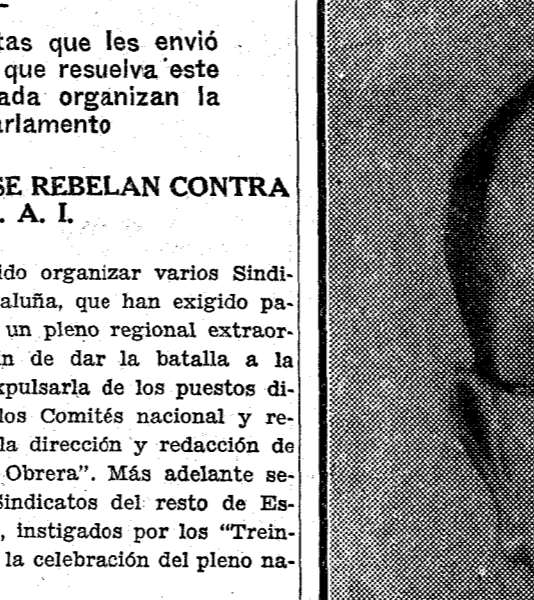 tas que les envió
que resuelva este
ada organizan la
arlamento
SE REBELAN CONTRA
. A. I.
ido organizar varios Sindi-
aluña, que han exigido pa-
un pleno regional extraor-
n de dar la batalla a la
xpulsarla de los puestos di-
los Comités nacional y re-
la dirección y redacción de
Obrera". Más adelante se-
Sindicatos del resto de Es-
, instigados por los "Trein-
la celebración del pleno na-